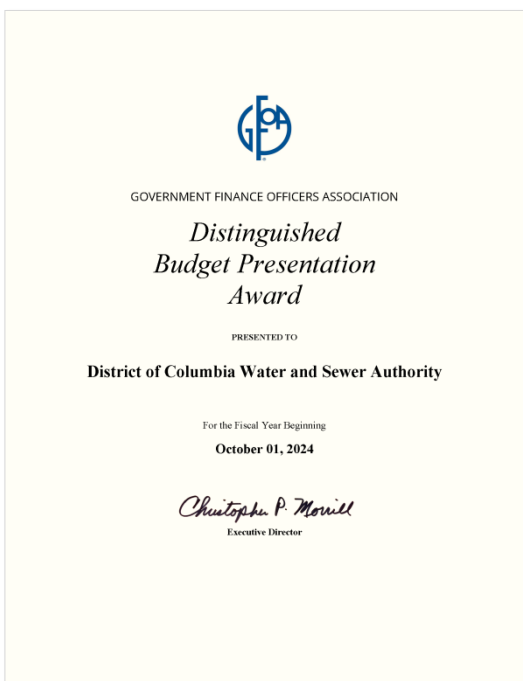 GFOA
GOVERNMENT FINANCE OFFICERS ASSOCIATION
Distinguished
Budget Presentation
Award
PRESENTED TO
District of Columbia Water and Sewer Authority
For the Fiscal Year Beginning
October 01, 2024
Christopher P. Morrill
Executive Director